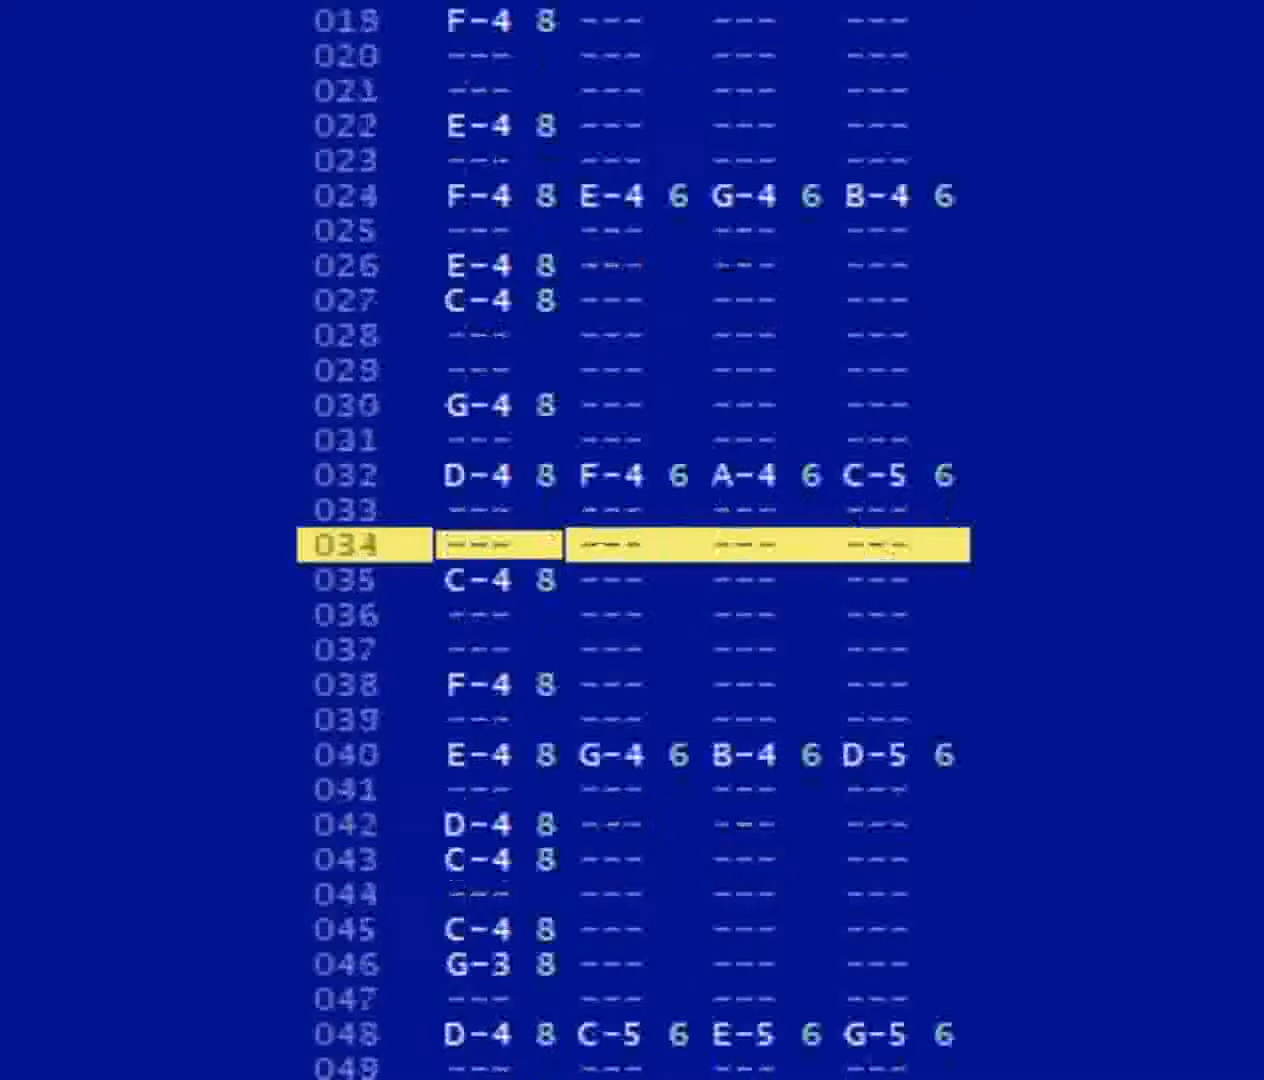 019 F-4 8 --- --- ---
020 --- --- --- ---
021 --- --- --- ---
022 E-4 8 --- --- ---
023 --- --- --- ---
024 F-4 8 E-4 6 G-4 6 B-4 6
025 --- --- --- ---
026 E-4 8 --- --- ---
027 C-4 8 --- --- ---
028 --- --- --- ---
029 --- --- --- ---
030 G-4 8 --- --- ---
031 --- --- --- ---
032 D-4 8 F-4 6 A-4 6 C-5 6
033 --- --- --- ---
034 --- --- --- ---
035 C-4 8 --- --- ---
036 --- --- --- ---
037 --- --- --- ---
038 F-4 8 --- --- ---
039 --- --- --- ---
040 E-4 8 G-4 6 B-4 6 D-5 6
041 --- --- --- ---
042 D-4 8 --- --- ---
043 C-4 8 --- --- ---
044 --- --- --- ---
045 C-4 8 --- --- ---
046 G-3 8 --- --- ---
047 --- --- --- ---
048 D-4 8 C-5 6 E-5 6 G-5 6
049 --- --- --- ---